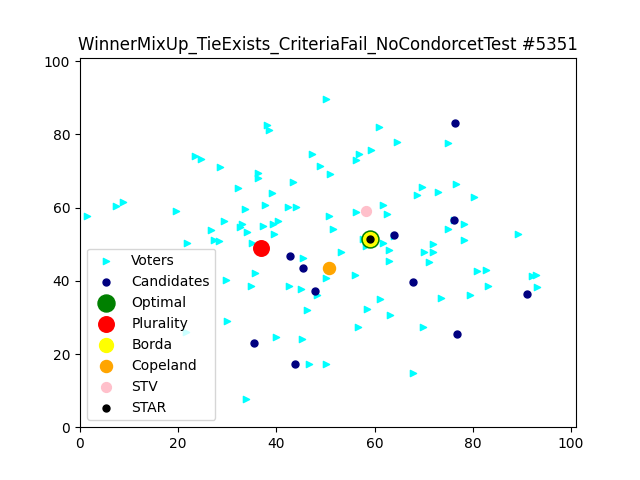 WinnerMixUp_TieExists_CriteriaFail_NoCondorcetTest #5351
100
80
60
40
20
0
Voters
Candidates
Optimal
Plurality
Borda
Copeland
STV
STAR
0 20 40 60 80 100